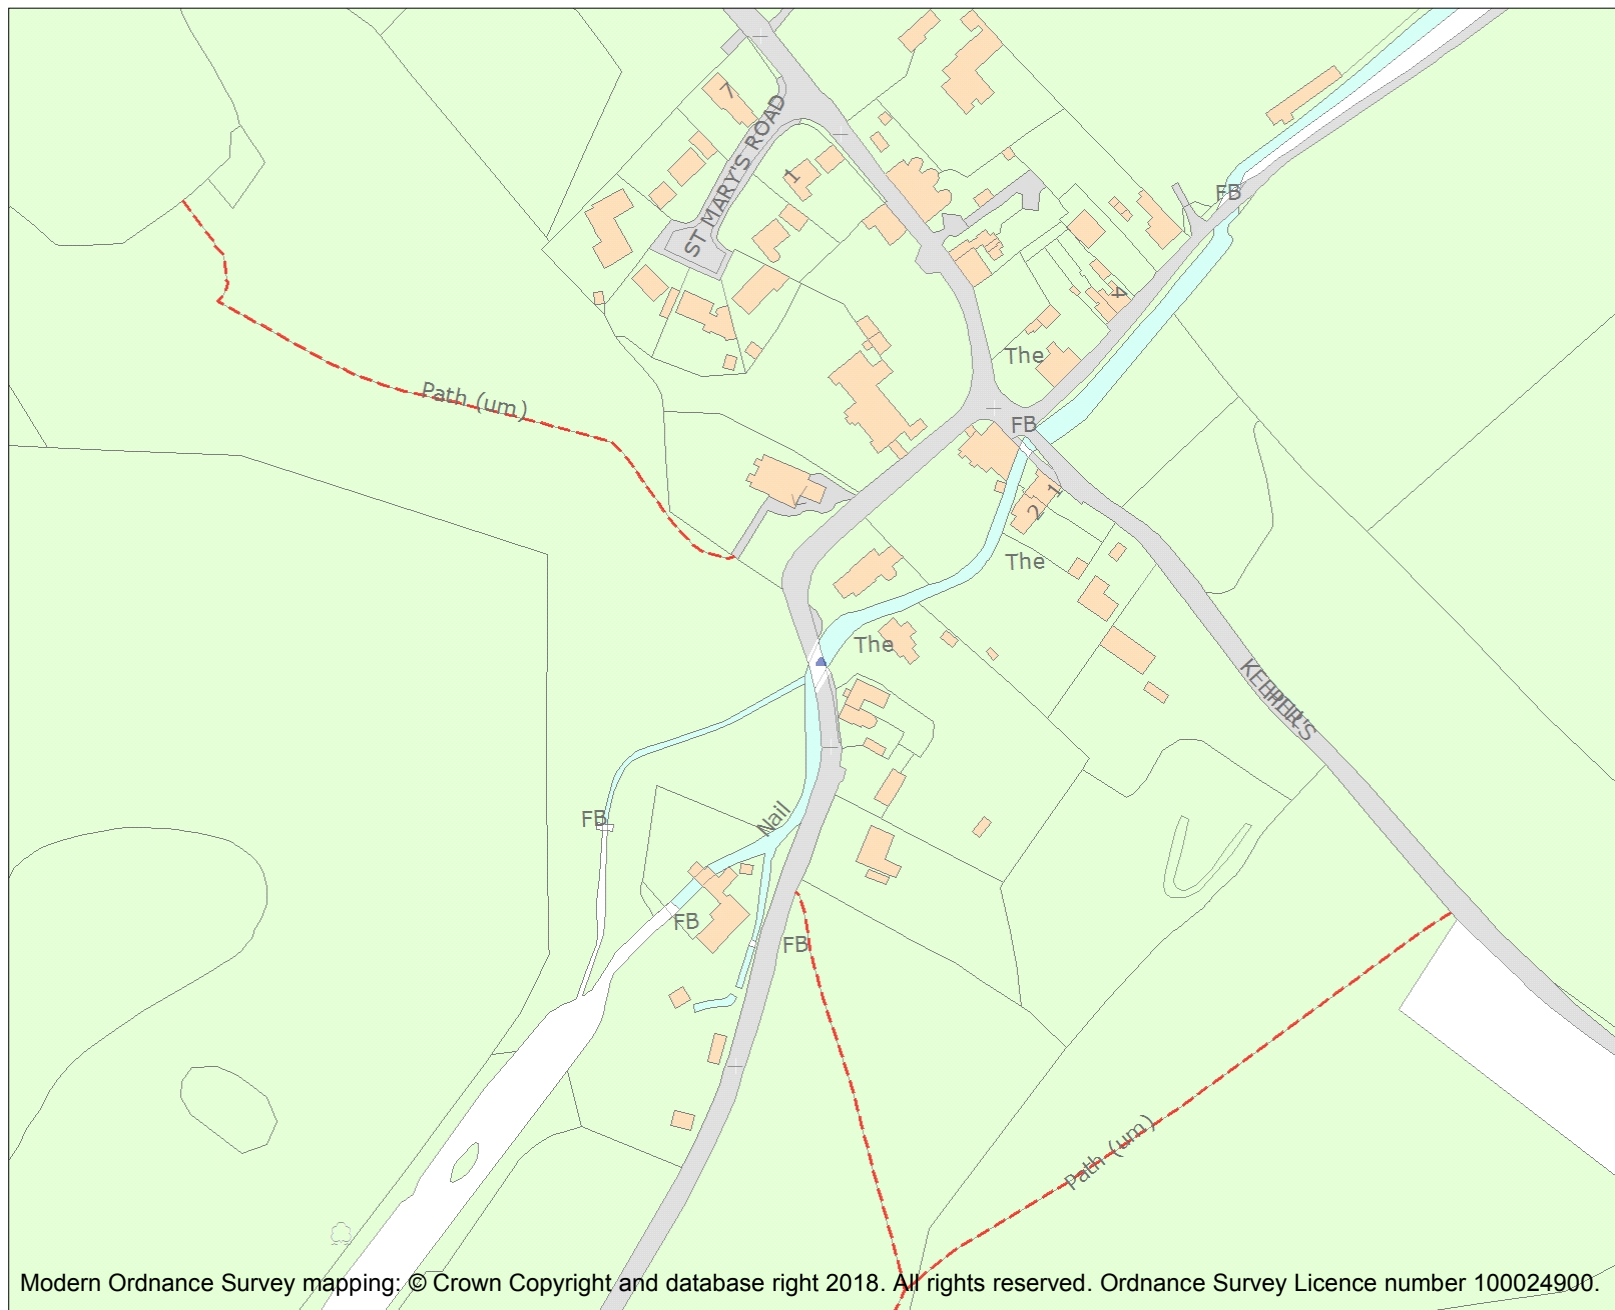 7
ST MARY'S ROAD
1
FB
4
The
Path (um)
FB
1
2
The
The
KEEPER'S
HILL
FB
Nail
FB
FB
Path (um)
Modern Ordnance Survey mapping: © Crown Copyright and database right 2018. All rights reserved. Ordnance Survey Licence number 100024900.